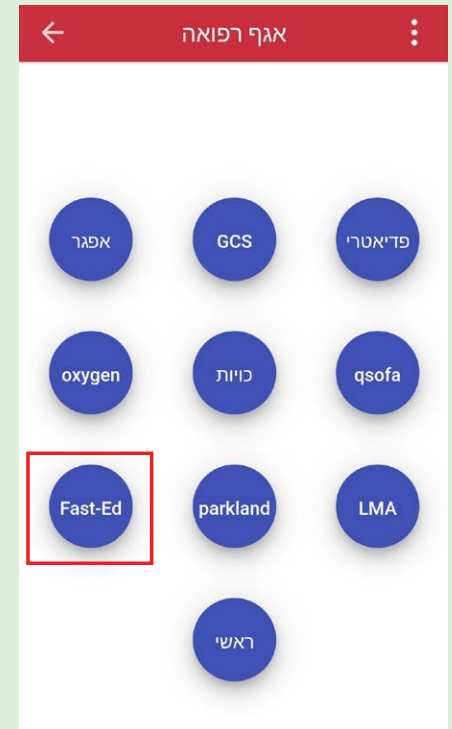 אגף רפואה
פדיאטרי
GCS
אפגר
qsofa
כויות
oxygen
LMA
parkland
Fast-Ed
ראשי